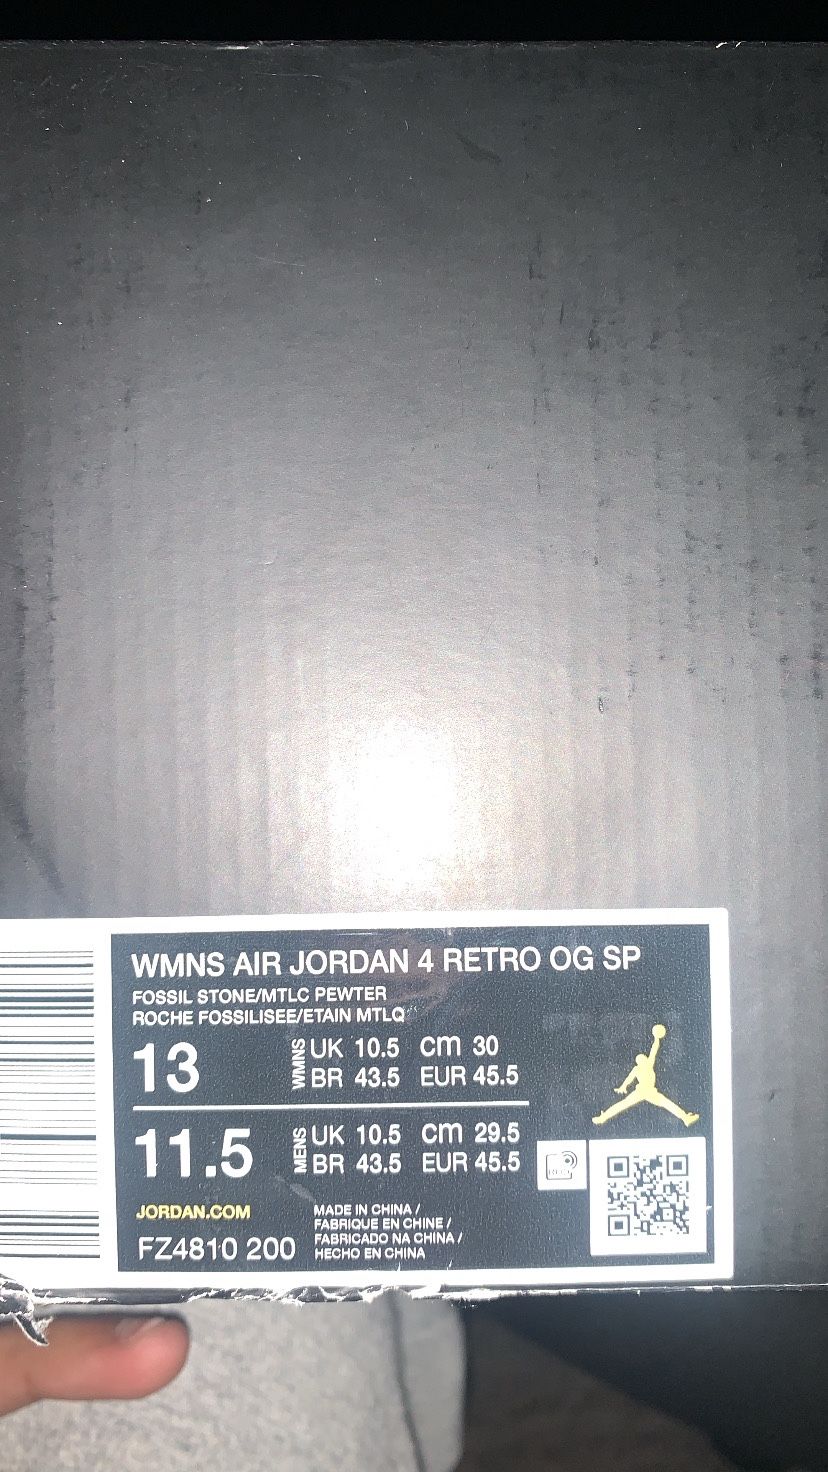 WMNS AIR JORDAN 4 RETRO OG SP
FOSSIL STONE/MTLC PEWTER
ROCHE FOSSILISEE/ETAIN MTLQ
13 WMNS UK 10.5 cm 30
BR 43.5 EUR 45.5
11.5 MENS UK 10.5 cm 29.5
BR 43.5 EUR 45.5
JORDAN.COM
FZ4810 200
MADE IN CHINA /
FABRIQUE EN CHINE /
FABRICADO NA CHINA /
HECHO EN CHINA